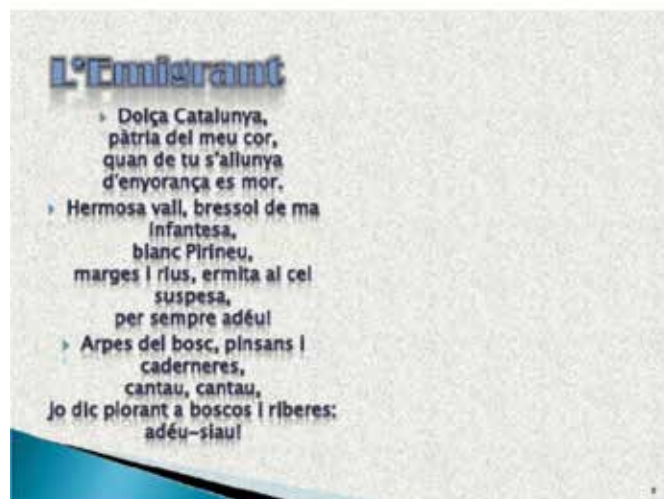 L'Emigrant
Dolça Catalunya,
pàtria del meu cor,
quan de tu s'allunya
d'enyorança es mor.
Hermosa vall, bressol de ma
infantesa,
blanc Pirineu,
marges i rius, ermita al cel
suspesa,
per sempre adéu!
Arpes del bosc, pinsans i
caderneres,
cantau, cantau,
jo dic plorant a boscos i riberes:
adéu-siau!